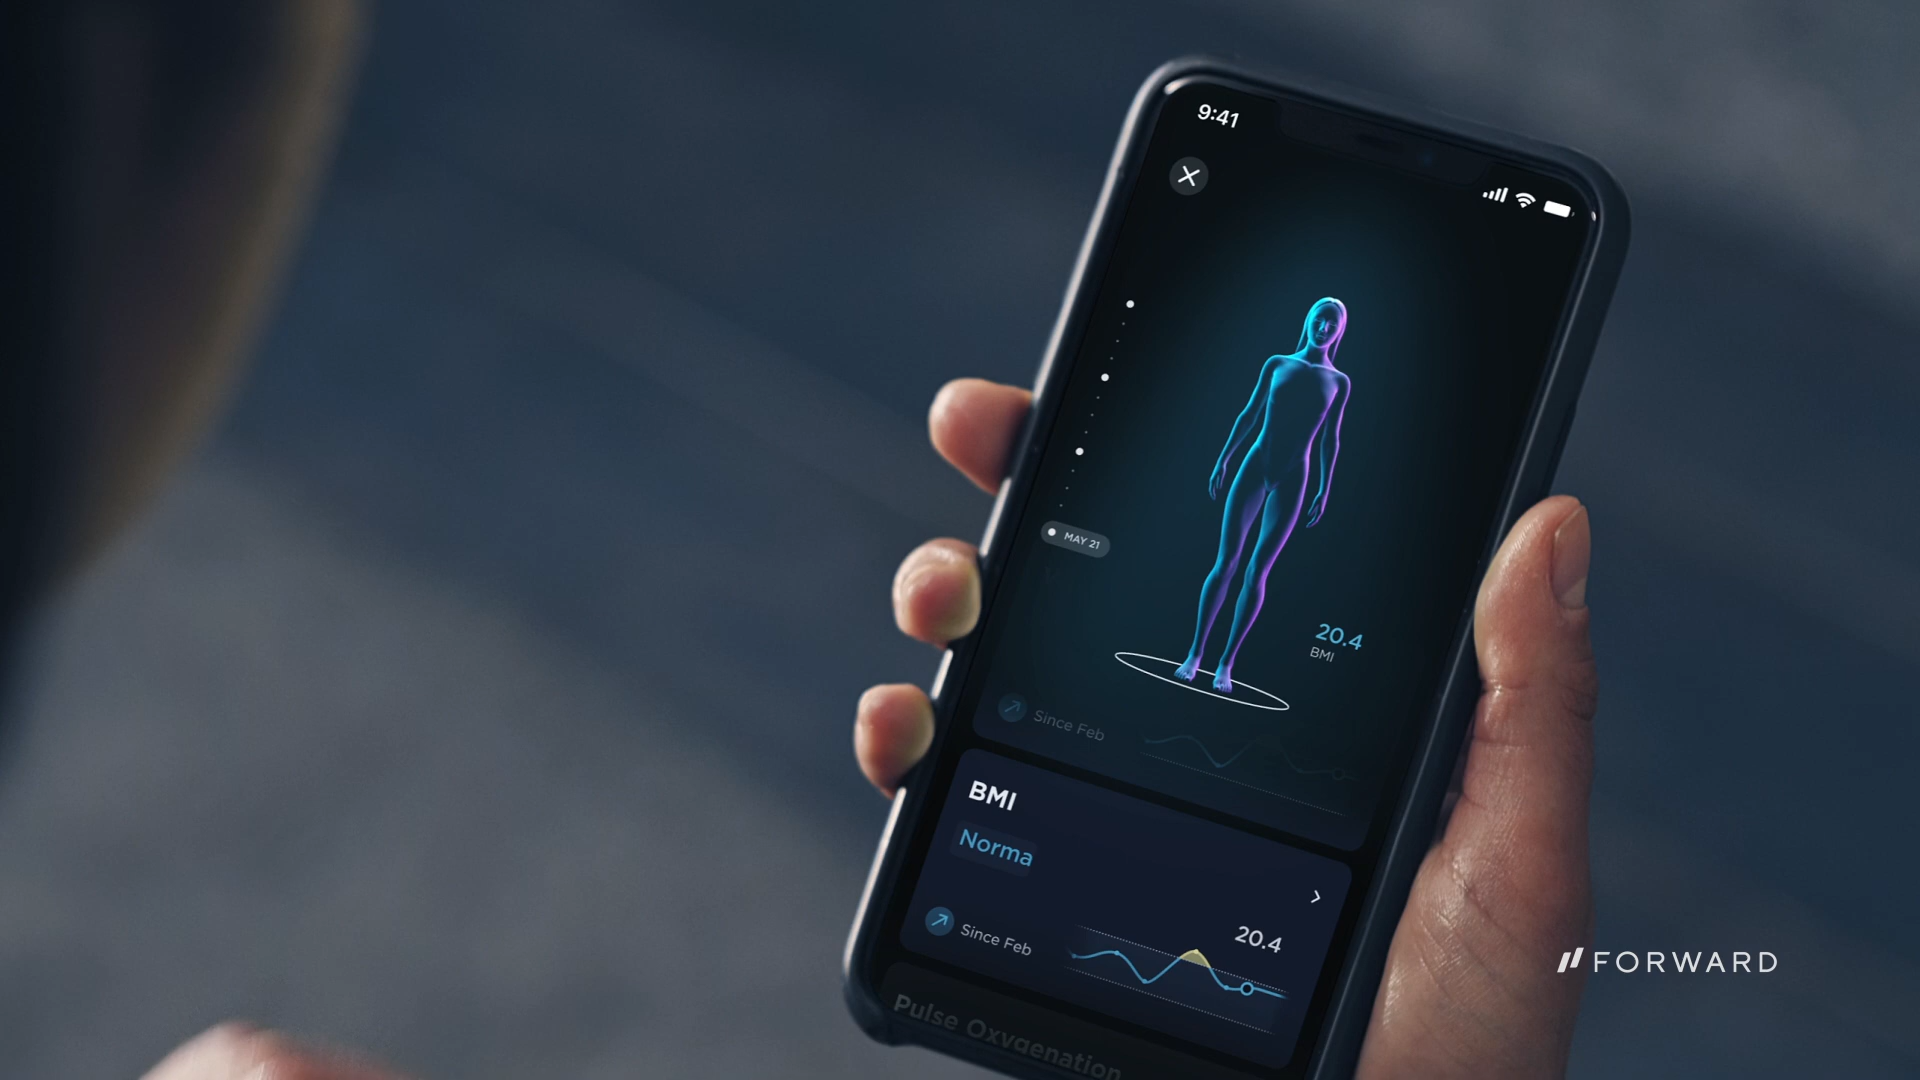 9:41
MAY 21
20.4
BMI
Since Feb
BMI
Norma
Since Feb
20.4
Pulse Oxygenation
FORWARD